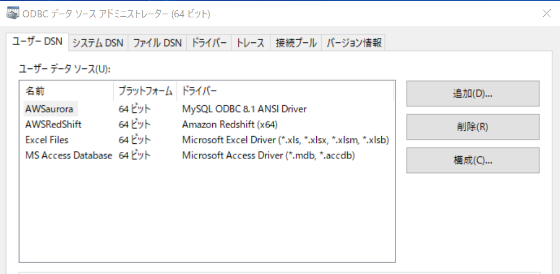 ODBC データ ソース アドミニストレーター (64 ビット)
ユーザー DSN システム DSN ファイル DSN ドライバー トレース 接続プール バージョン情報
ユーザー データ ソース(U):
名前 プラットフォーム ドライバー
AWSaurora 64 ビット MySQL ODBC 8.1 ANSI Driver
AWSRedShift 64 ビット Amazon Redshift (x64)
Excel Files 64 ビット Microsoft Excel Driver (*.xls, *.xlsx, *.xlsm, *.xlsb)
MS Access Database 64 ビット Microsoft Access Driver (*.mdb, *.accdb)
追加(D)...
削除(R)
構成(C)...